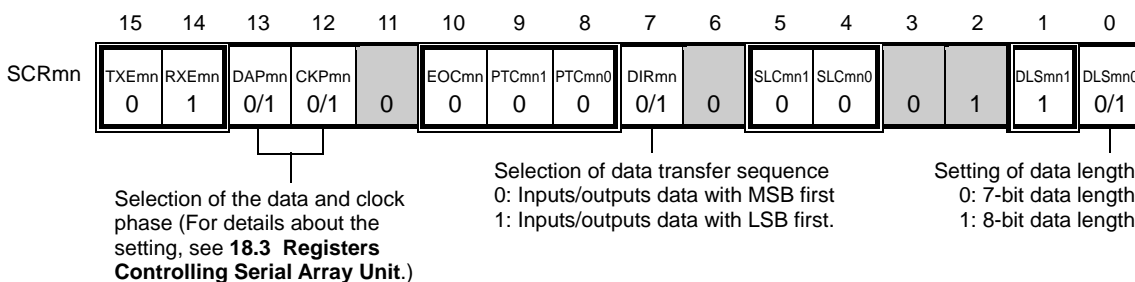 15 14 13 12 11 10 9 8 7 6 5 4 3 2 1 0
SCRmn TXEmn RXEmn DAPmn CKPmn EOCmn PTCmn1 PTCmn0 DIRmn SLCmn1 SLCmn0 DLSmn1 DLSmn0
0 1 0/1 0/1 0 0 0 0 0/1 0 0 0 0 1 1 0/1
Selection of the data and clock
phase (For details about the
setting, see 18.3 Registers
Controlling Serial Array Unit.)
Selection of data transfer sequence
0: Inputs/outputs data with MSB first
1: Inputs/outputs data with LSB first.
Setting of data length
0: 7-bit data length
1: 8-bit data length